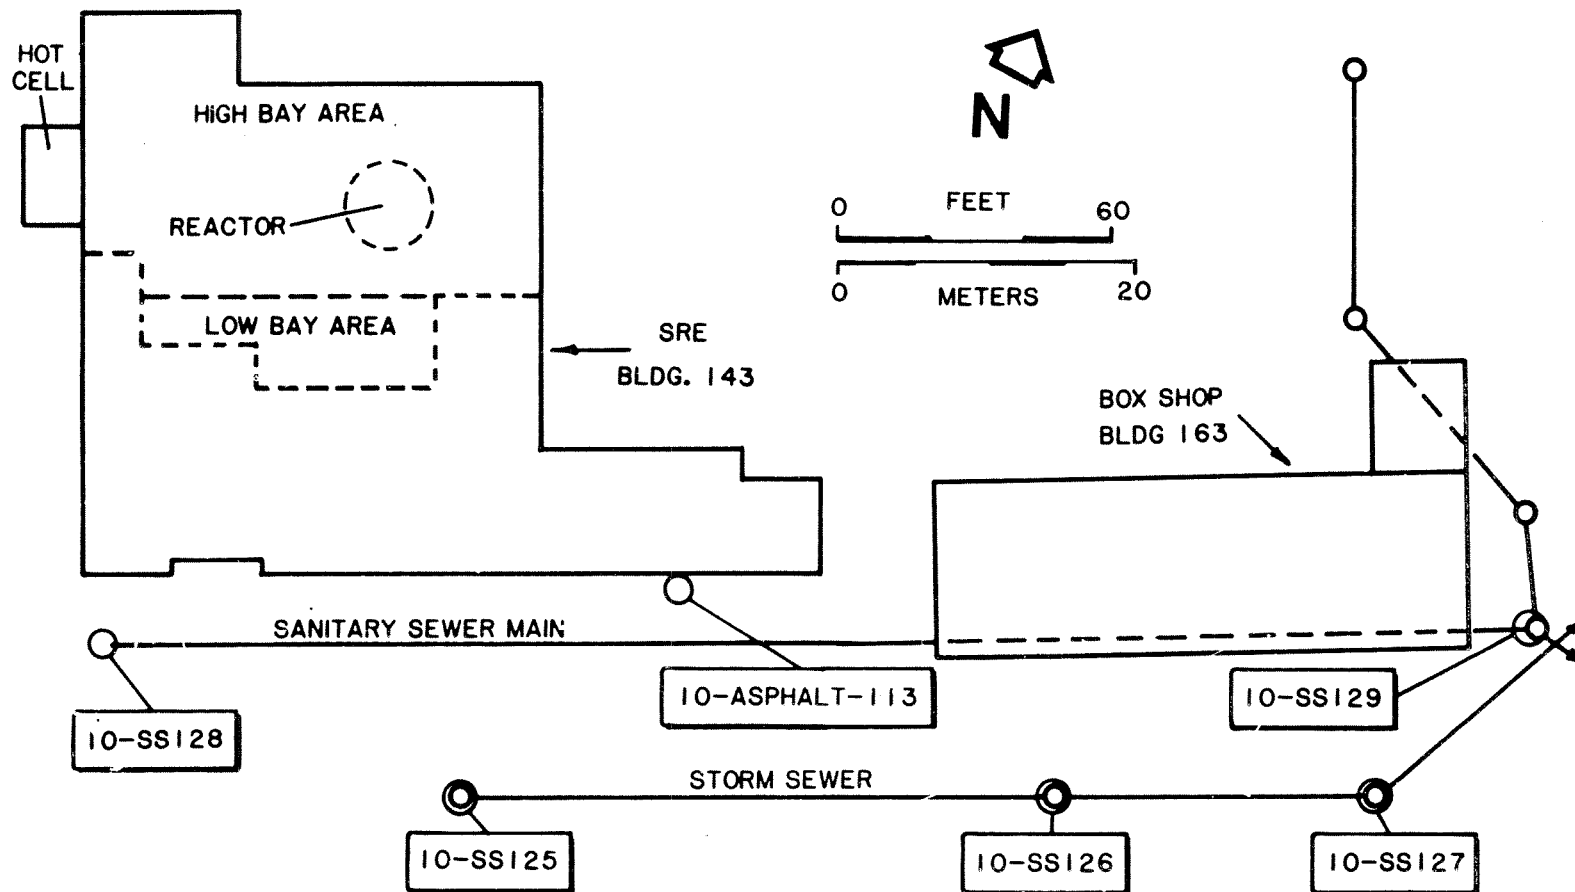 HOT
CELL
HIGH BAY AREA
REACTOR
LOW BAY AREA
N
0 FEET 60
0 METERS 20
SRE
BLDG. 143
BOX SHOP
BLDG 163
SANITARY SEWER MAIN
10-ASPHALT-113
10-SS129
10-SS128
STORM SEWER
10-SS125
10-SS126
10-SS127